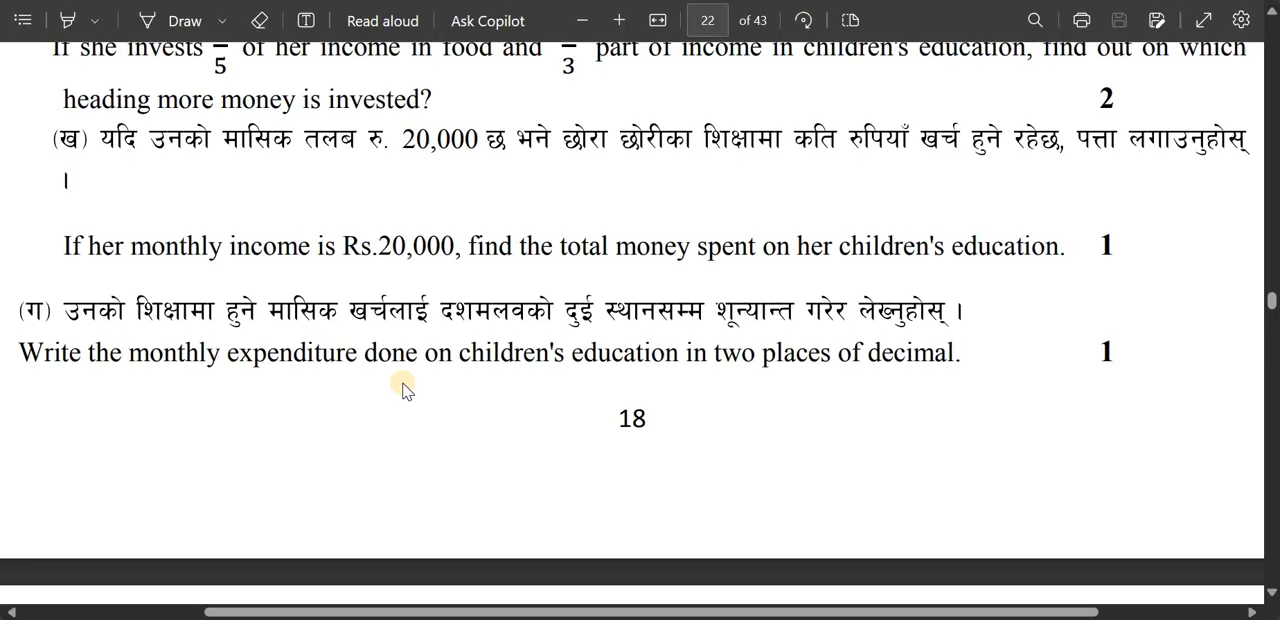 Draw Read aloud Ask Copilot 22 of 43
If she invests 5 of her income in food and 3 part of income in children's education, find out on which
heading more money is invested? 2
(ख) यदि उनको मासिक तलब रु. 20,000 छ भने छोरा छोरीका शिक्षामा कति रुपियाँ खर्च हुने रहेछ, पत्ता लगाउनुहोस्
।
If her monthly income is Rs.20,000, find the total money spent on her children's education. 1
(ग) उनको शिक्षामा हुने मासिक खर्चलाई दशमलवको दुई स्थानसम्म शून्यान्त गरेर लेख्नुहोस् ।
Write the monthly expenditure done on children's education in two places of decimal. 1
18